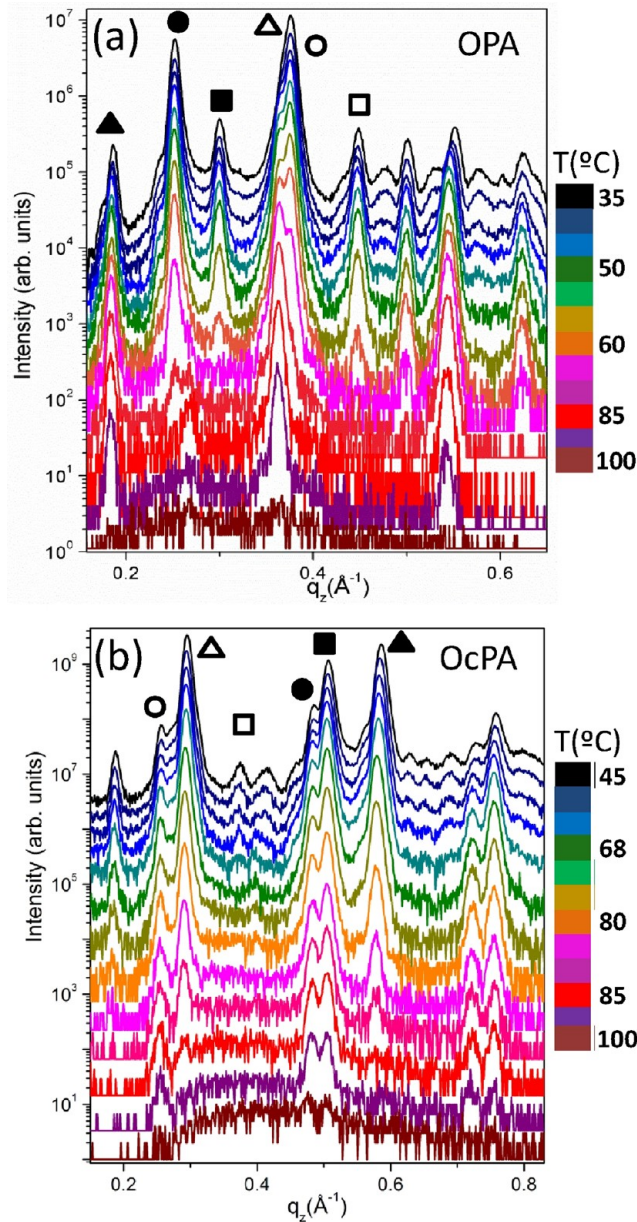 (a)
OPA
10⁷
10⁶
10⁵
10⁴
10³
10²
10¹
10⁰
Intensity (arb. units)
0.2 0.4 0.6
q_z(Å⁻¹)
T(ºC)
35
50
60
85
100
(b)
OcPA
10⁹
10⁷
10⁵
10³
10¹
Intensity (arb. units)
0.2 0.4 0.6 0.8
q_z(Å⁻¹)
T(ºC)
45
68
80
85
100